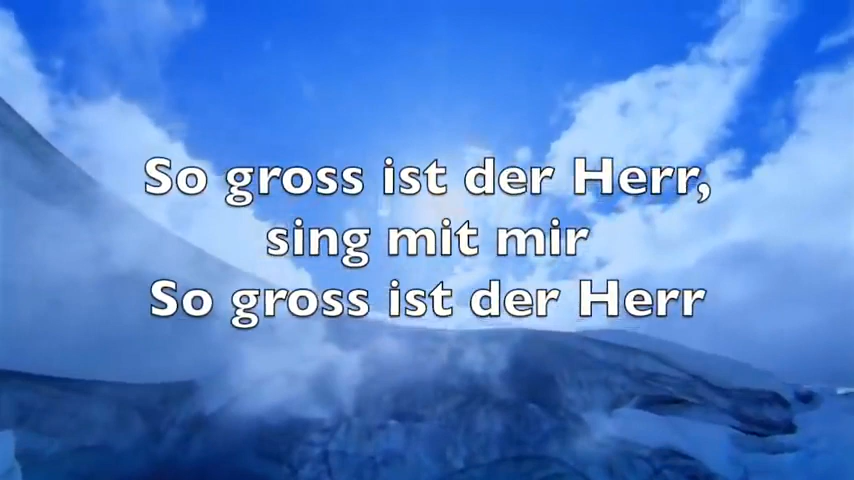 So gross ist der Herr,
sing mit mir
So gross ist der Herr